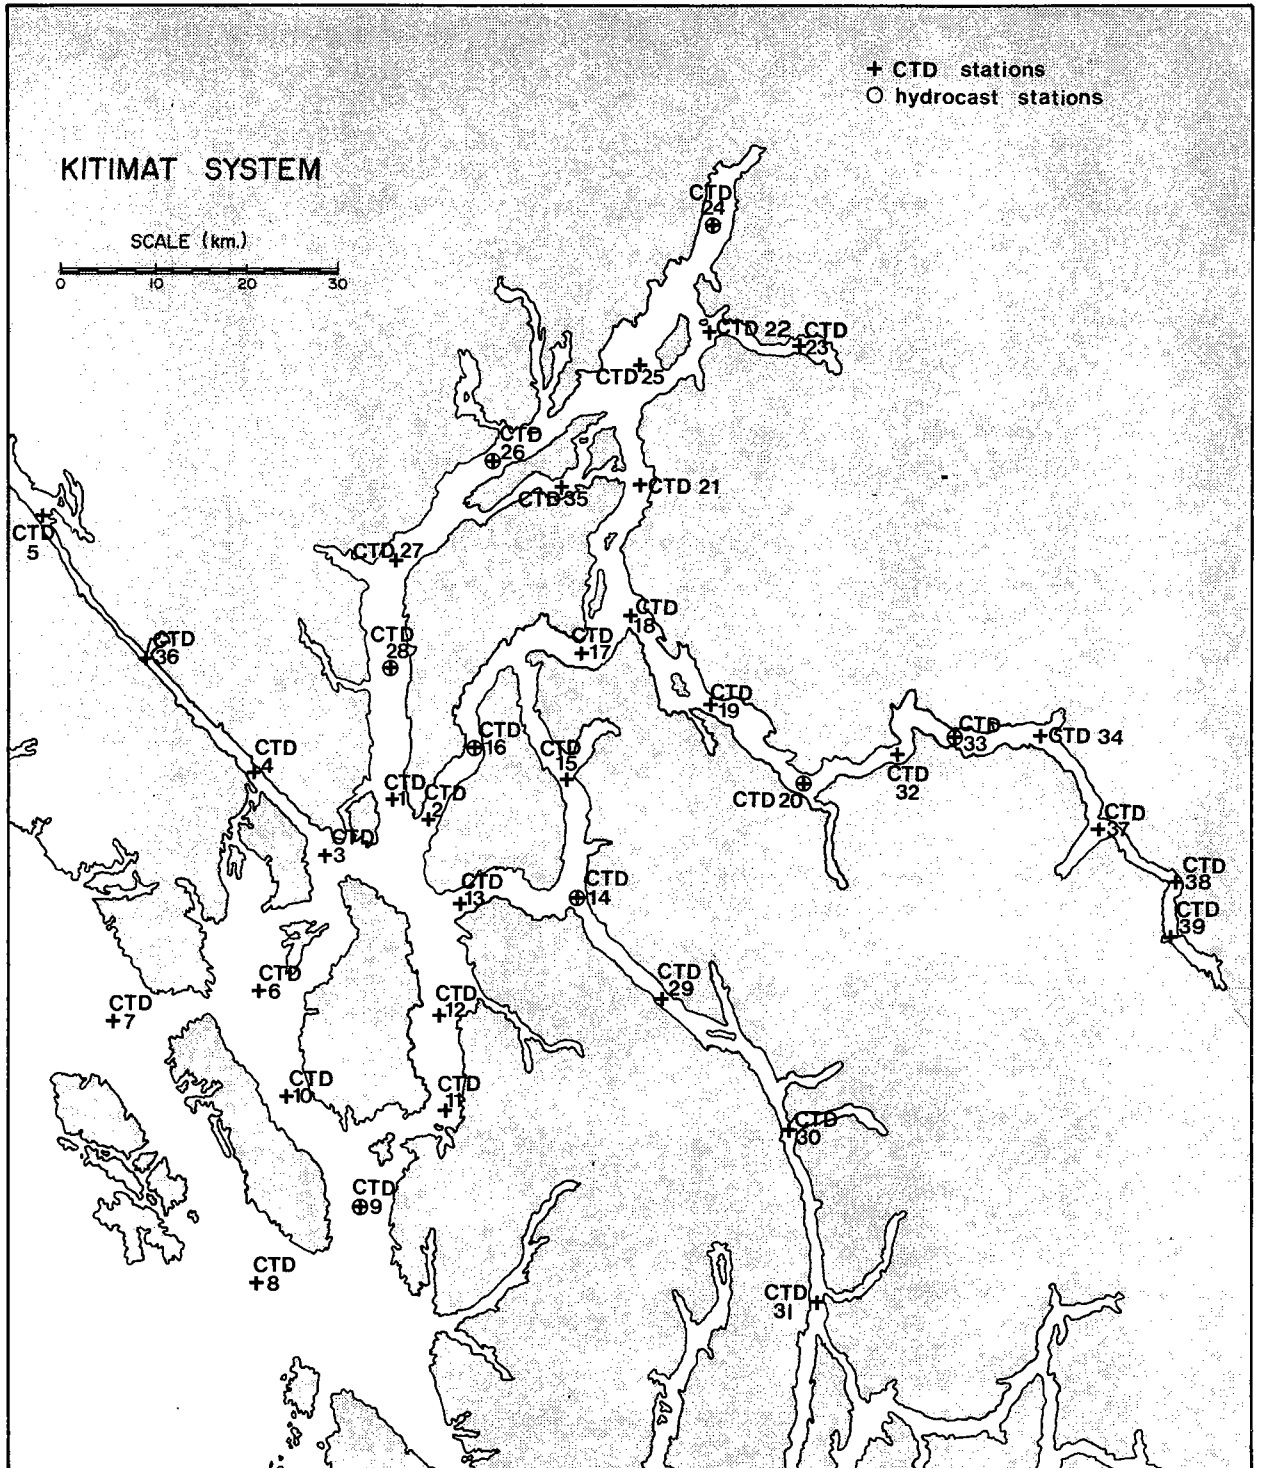 + CTD stations
O hydrocast stations
KITIMAT SYSTEM
SCALE (km.)
0 10 20 30
CTD
24
CTD 22
CTD
23
CTD 25
CTD
26
CTD 35
CTD 21
CTD
5
CTD 27
CTD
18
CTD
28
CTD
17
CTD
36
CTD
19
CTD
16
CTD
15
CTD
33
CTD 34
CTD
4
CTD
32
CTD
1
CTD
2
CTD 20
CTD
37
CTD
3
CTD
13
CTD
14
CTD
38
CTD
39
CTD
6
CTD
29
CTD
7
CTD
12
CTD
10
CTD
11
CTD
30
CTD
9
CTD
8
CTD
31